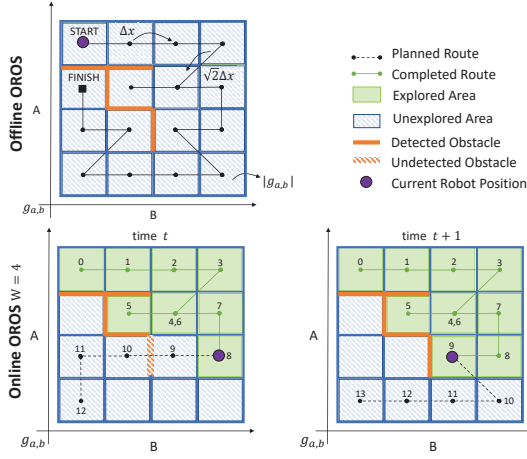 Offline OROS
START
Δx
√2Δx
FINISH
A
|g_{a,b}|
g_{a,b}
B
Planned Route
Completed Route
Explored Area
Unexplored Area
Detected Obstacle
Undetected Obstacle
Current Robot Position
Online OROS W = 4
time t
0 1 2 3
5 4,6 7
11 10 9 8
12
A
g_{a,b}
B
time t + 1
0 1 2 3
5 4,6 7
9 8
13 12 11 10
A
g_{a,b}
B